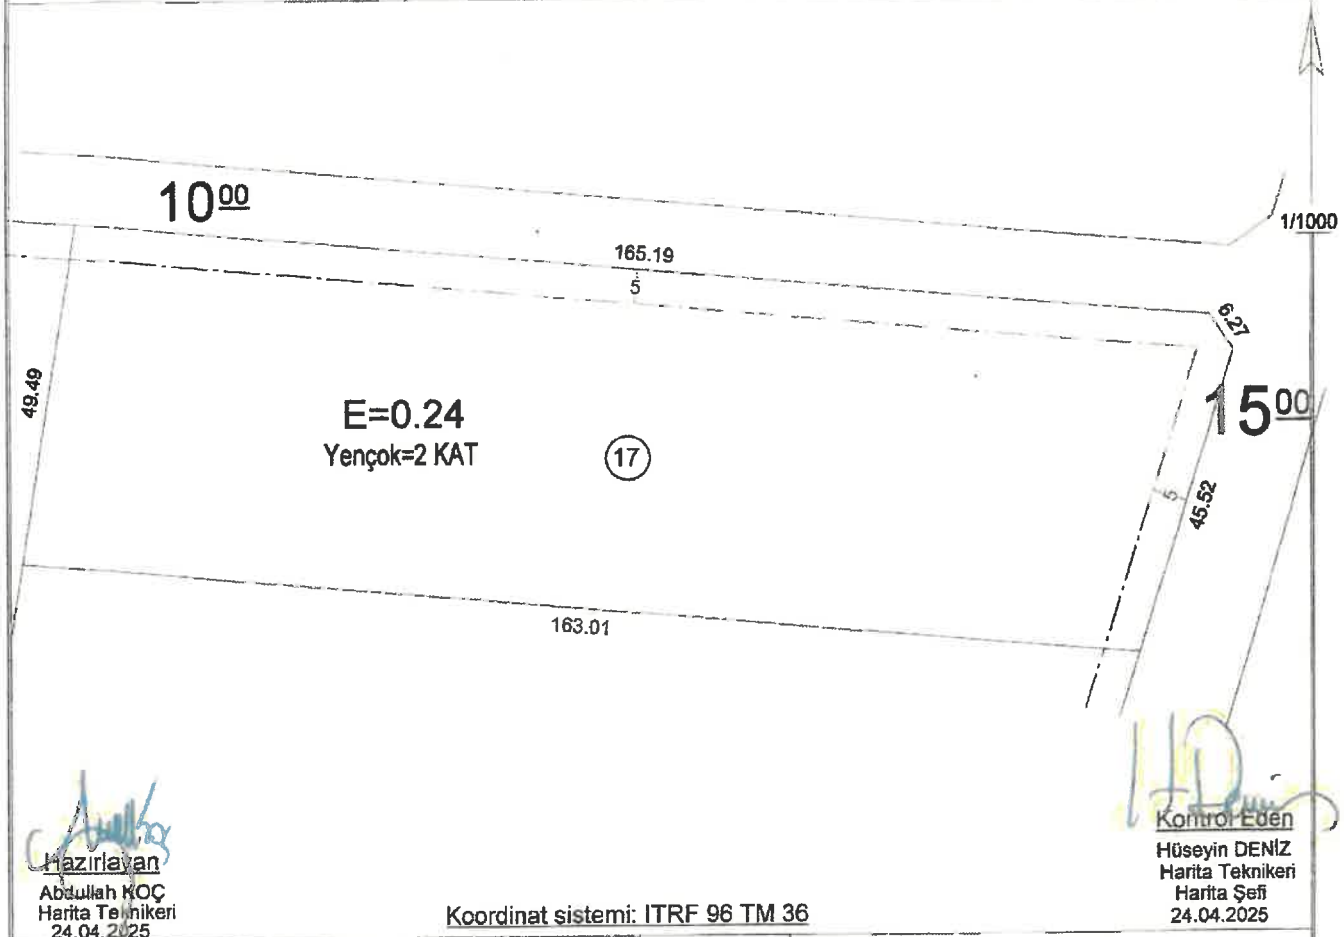 10⁰⁰
1/1000
165.19
5
6.27
49.49
15⁰⁰
E=0.24
Yençok=2 KAT
17
5
45.52
163.01
Hazırlayan
Abdullah KOÇ
Harita Teknikeri
24.04.2025
Koordinat sistemi: ITRF 96 TM 36
Kontrol Eden
Hüseyin DENİZ
Harita Teknikeri
Harita Şefi
24.04.2025